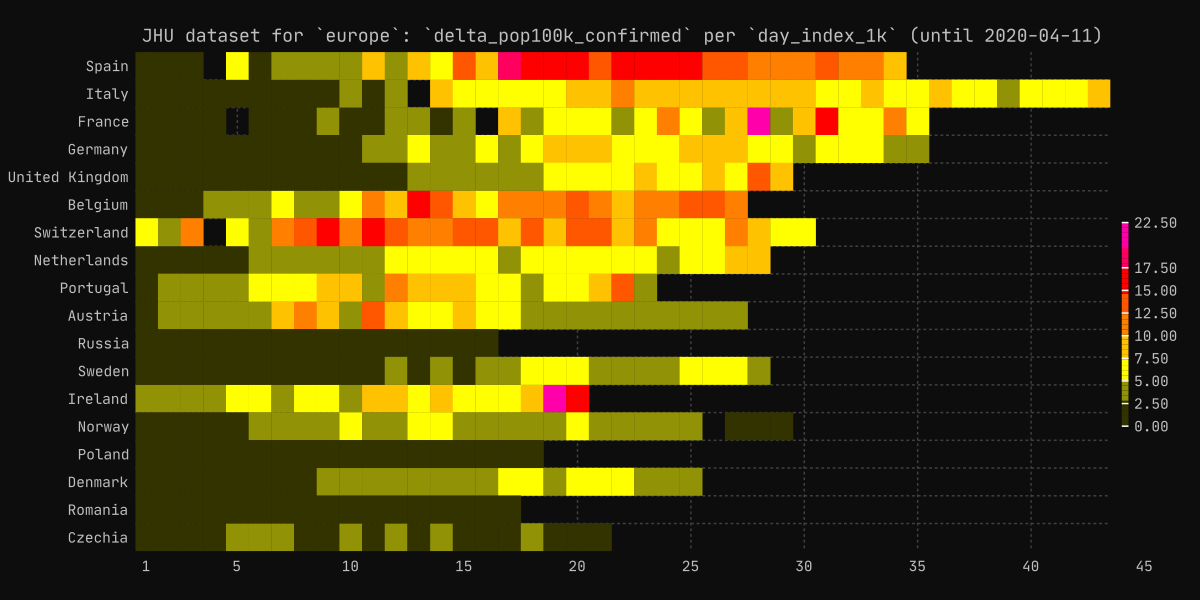 JHU dataset for `europe`: `delta_pop100k_confirmed` per `day_index_1k` (until 2020-04-11)
Spain
Italy
France
Germany
United Kingdom
Belgium
Switzerland
Netherlands
Portugal
Austria
Russia
Sweden
Ireland
Norway
Poland
Denmark
Romania
Czechia
1 5 10 15 20 25 30 35 40 45
22.50
17.50
15.00
12.50
10.00
7.50
5.00
2.50
0.00